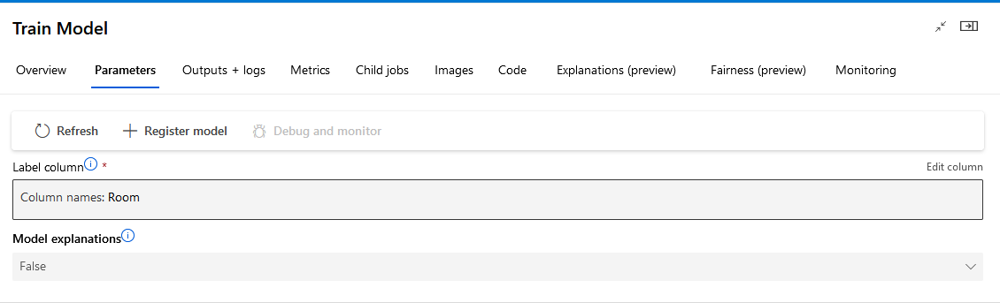 Train Model
Overview Parameters Outputs + logs Metrics Child jobs Images Code Explanations (preview) Fairness (preview) Monitoring
Refresh Register model Debug and monitor
Label column * Edit column
Column names: Room
Model explanations
False